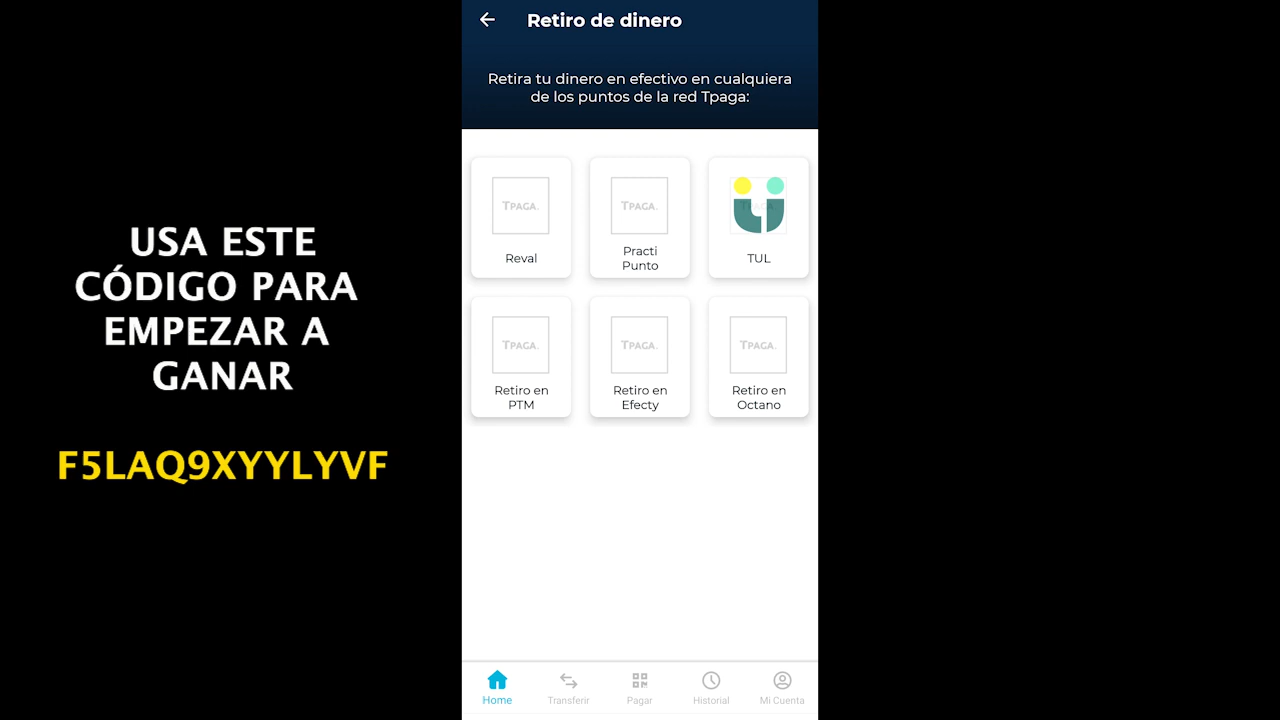 USA ESTE
CÓDIGO PARA
EMPEZAR A
GANAR
F5LAQ9XYYLYVF
Retiro de dinero
Retira tu dinero en efectivo en cualquiera
de los puntos de la red Tpaga:
TPAGA.
TPAGA.
Reval
Practi
Punto
TUL
TPAGA.
TPAGA.
TPAGA.
Retiro en
PTM
Retiro en
Efecty
Retiro en
Octano
Home
Transferir
Pagar
Historial
Mi Cuenta